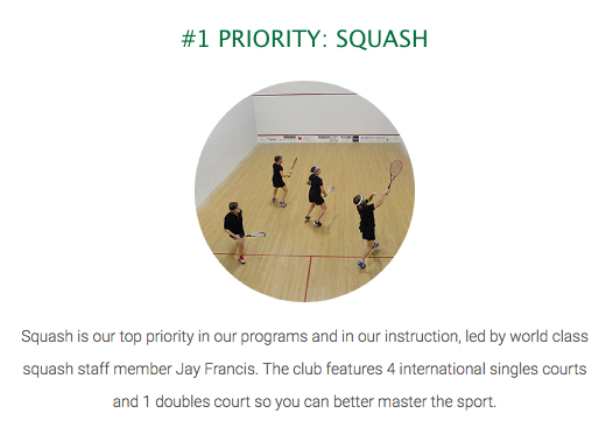 #1 PRIORITY: SQUASH
Squash is our top priority in our programs and in our instruction, led by world class
squash staff member Jay Francis. The club features 4 international singles courts
and 1 doubles court so you can better master the sport.